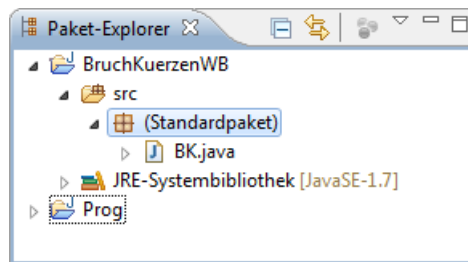 Paket-Explorer
BruchKuerzenWB
src
(Standardpaket)
BK.java
JRE-Systembibliothek [JavaSE-1.7]
Prog